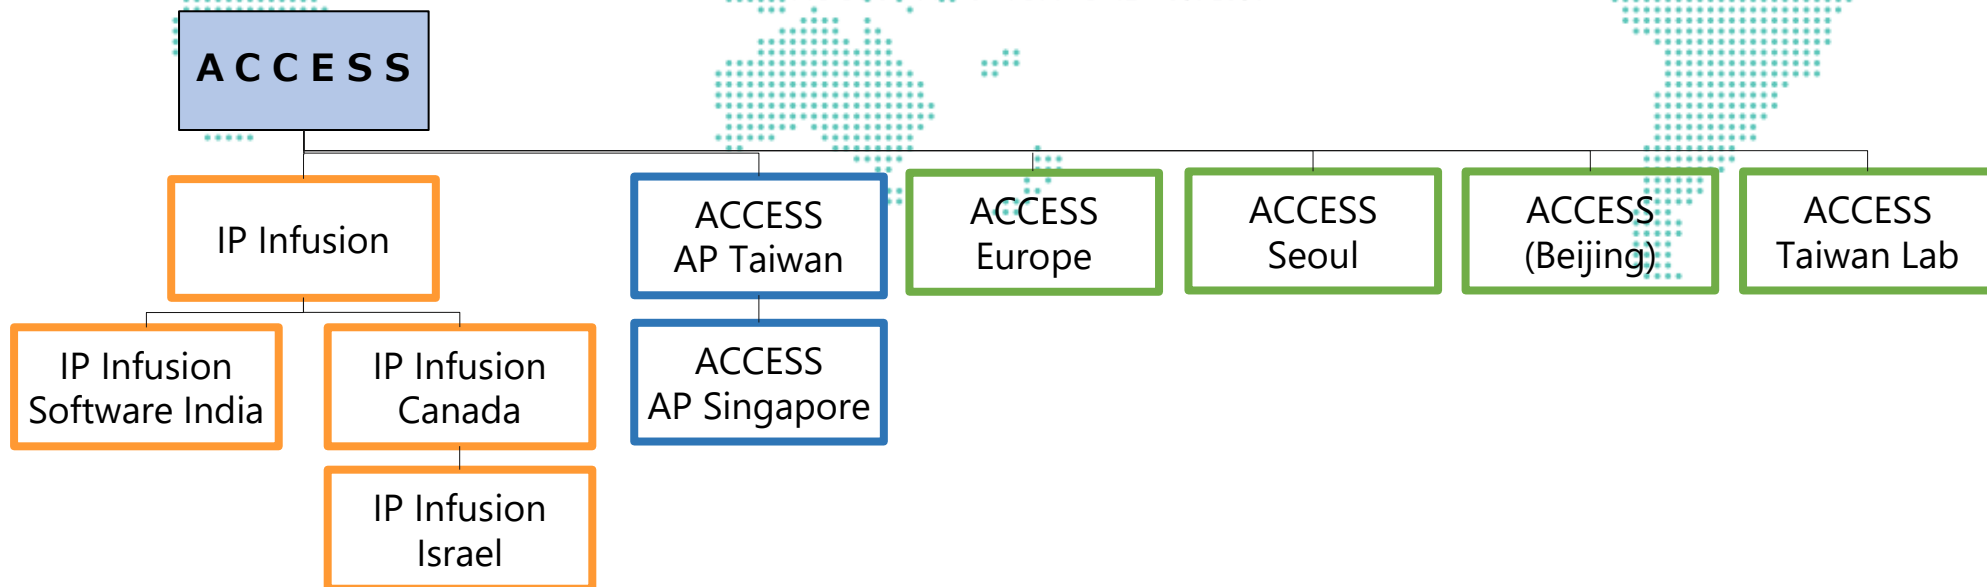 ACCESS
IP Infusion
ACCESS
AP Taiwan
ACCESS
Europe
ACCESS
Seoul
ACCESS
(Beijing)
ACCESS
Taiwan Lab
IP Infusion
Software India
IP Infusion
Canada
ACCESS
AP Singapore
IP Infusion
Israel